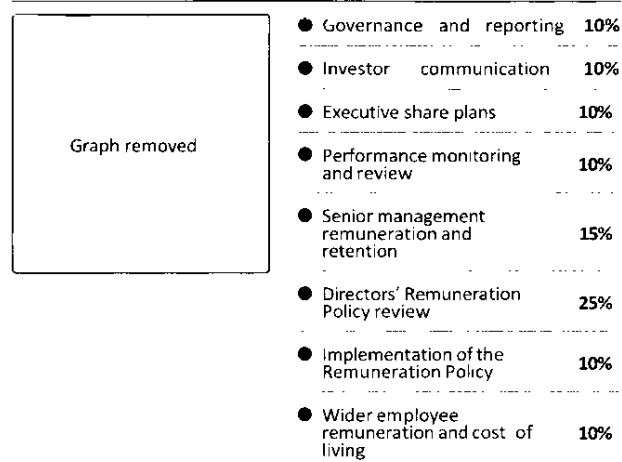 Graph removed
● Governance and reporting 10%
● Investor communication 10%
● Executive share plans 10%
● Performance monitoring
and review 10%
● Senior management
remuneration and 15%
retention
● Directors' Remuneration
Policy review 25%
● Implementation of the
Remuneration Policy 10%
● Wider employee
remuneration and cost of 10%
living